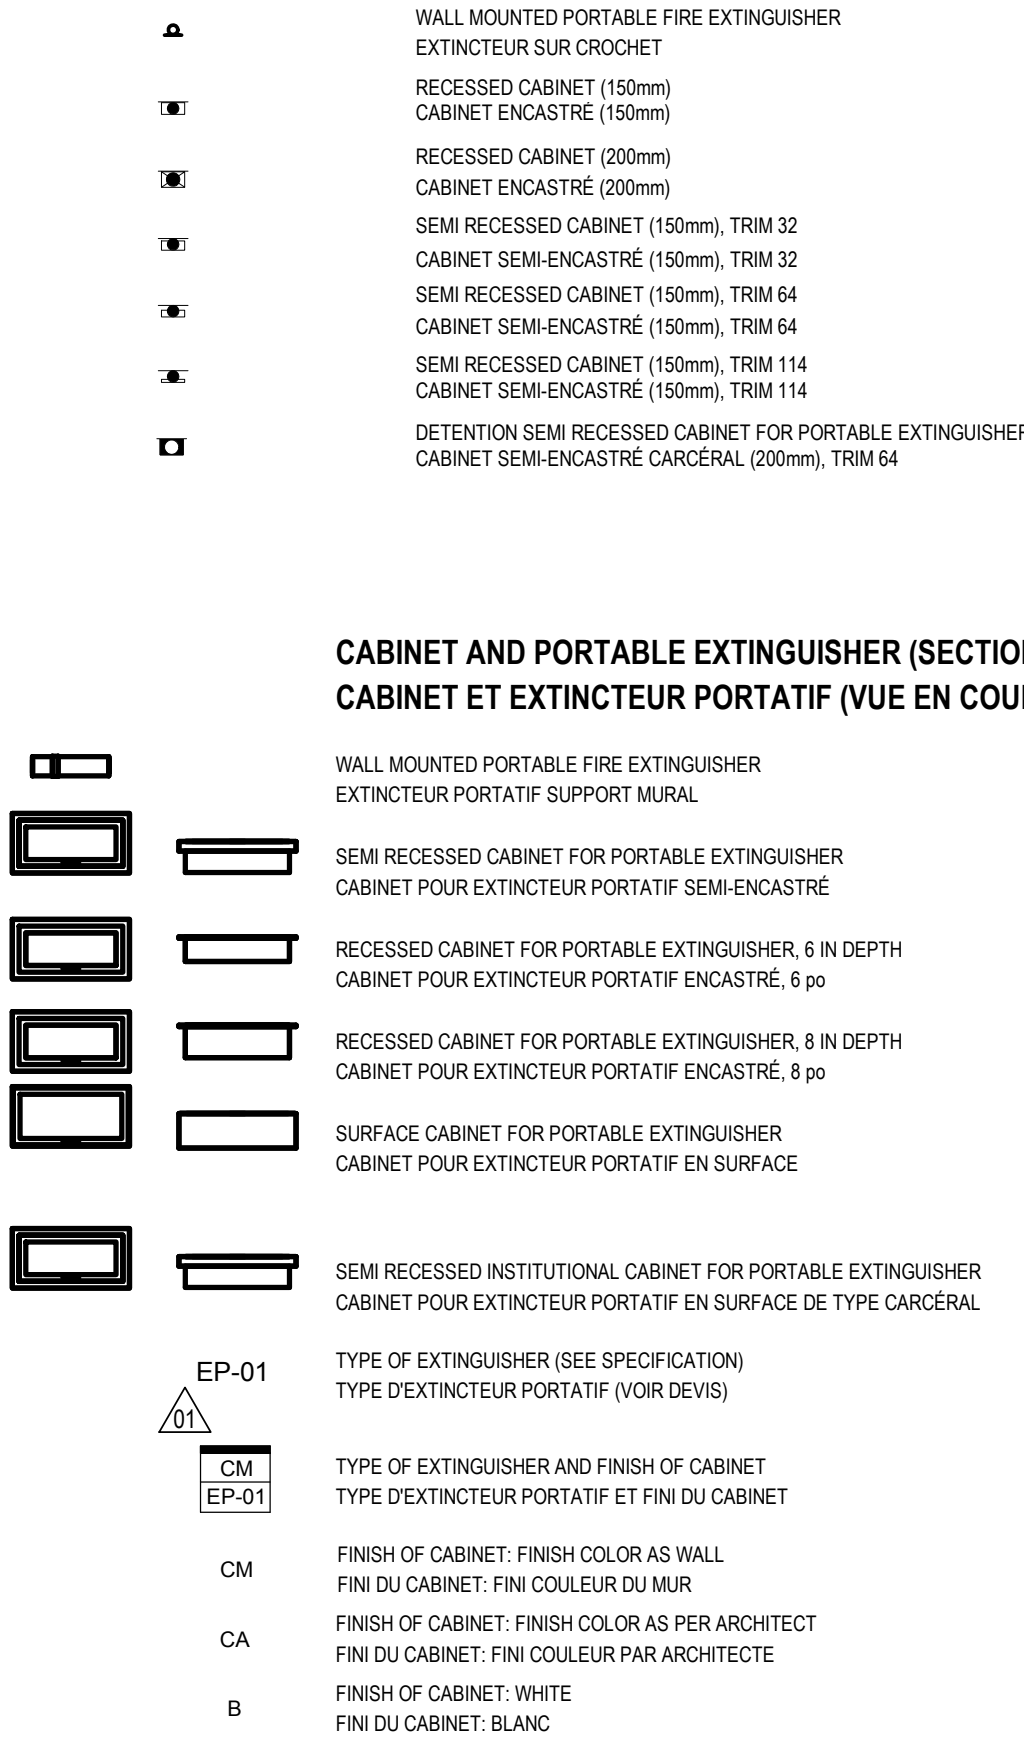 WALL MOUNTED PORTABLE FIRE EXTINGUISHER
EXTINCTEUR SUR CROCHET
RECESSED CABINET (150mm)
CABINET ENCASTRÉ (150mm)
RECESSED CABINET (200mm)
CABINET ENCASTRÉ (200mm)
SEMI RECESSED CABINET (150mm), TRIM 32
CABINET SEMI-ENCASTRÉ (150mm), TRIM 32
SEMI RECESSED CABINET (150mm), TRIM 64
CABINET SEMI-ENCASTRÉ (150mm), TRIM 64
SEMI RECESSED CABINET (150mm), TRIM 114
CABINET SEMI-ENCASTRÉ (150mm), TRIM 114
DETENTION SEMI RECESSED CABINET FOR PORTABLE EXTINGUISHER
CABINET SEMI-ENCASTRÉ CARCÉRAL (200mm), TRIM 64
CABINET AND PORTABLE EXTINGUISHER (SECTION
CABINET ET EXTINCTEUR PORTATIF (VUE EN COU
WALL MOUNTED PORTABLE FIRE EXTINGUISHER
EXTINCTEUR PORTATIF SUPPORT MURAL
SEMI RECESSED CABINET FOR PORTABLE EXTINGUISHER
CABINET POUR EXTINCTEUR PORTATIF SEMI-ENCASTRÉ
RECESSED CABINET FOR PORTABLE EXTINGUISHER, 6 IN DEPTH
CABINET POUR EXTINCTEUR PORTATIF ENCASTRÉ, 6 po
RECESSED CABINET FOR PORTABLE EXTINGUISHER, 8 IN DEPTH
CABINET POUR EXTINCTEUR PORTATIF ENCASTRÉ, 8 po
SURFACE CABINET FOR PORTABLE EXTINGUISHER
CABINET POUR EXTINCTEUR PORTATIF EN SURFACE
SEMI RECESSED INSTITUTIONAL CABINET FOR PORTABLE EXTINGUISHER
CABINET POUR EXTINCTEUR PORTATIF EN SURFACE DE TYPE CARCÉRAL
EP-01
01
TYPE OF EXTINGUISHER (SEE SPECIFICATION)
TYPE D'EXTINCTEUR PORTATIF (VOIR DEVIS)
CM
EP-01
TYPE OF EXTINGUISHER AND FINISH OF CABINET
TYPE D'EXTINCTEUR PORTATIF ET FINI DU CABINET
CM
FINISH OF CABINET: FINISH COLOR AS WALL
FINI DU CABINET: FINI COULEUR DU MUR
CA
FINISH OF CABINET: FINISH COLOR AS PER ARCHITECT
FINI DU CABINET: FINI COULEUR PAR ARCHITECTE
B
FINISH OF CABINET: WHITE
FINI DU CABINET: BLANC